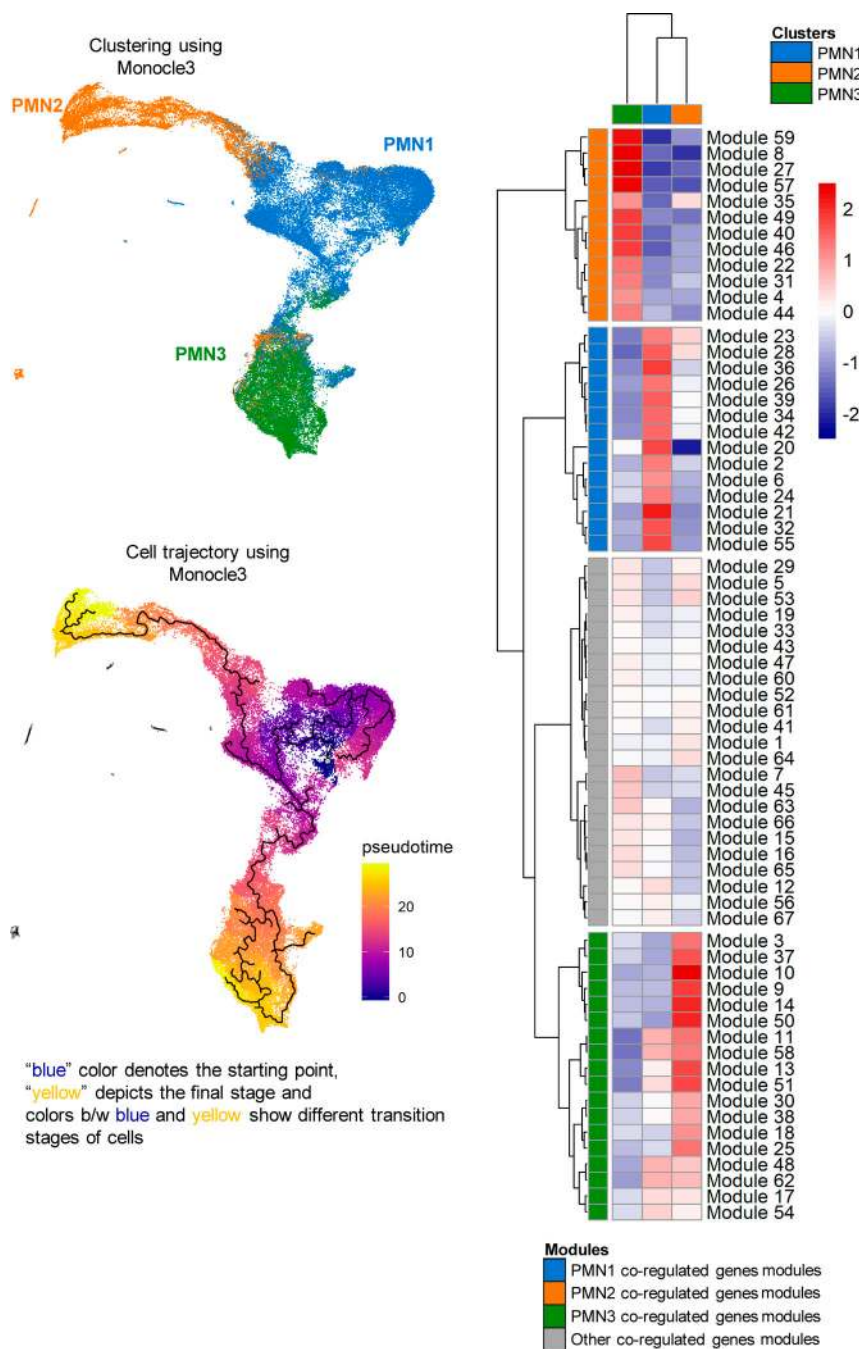 Clustering using
Monocle3
PMN2
PMN1
PMN3
Cell trajectory using
Monocle3
pseudotime
20
10
0
“blue” color denotes the starting point,
“yellow” depicts the final stage and
colors b/w blue and yellow show different transition
stages of cells
Clusters
PMN1
PMN2
PMN3
2
1
0
-1
-2
Module 59
Module 8
Module 27
Module 57
Module 35
Module 49
Module 40
Module 46
Module 22
Module 31
Module 4
Module 44
Module 23
Module 28
Module 36
Module 26
Module 39
Module 34
Module 42
Module 20
Module 2
Module 6
Module 24
Module 21
Module 32
Module 55
Module 29
Module 5
Module 53
Module 19
Module 33
Module 43
Module 47
Module 60
Module 52
Module 61
Module 41
Module 1
Module 64
Module 7
Module 45
Module 63
Module 66
Module 15
Module 16
Module 65
Module 12
Module 56
Module 67
Module 3
Module 37
Module 10
Module 9
Module 14
Module 50
Module 11
Module 58
Module 13
Module 51
Module 30
Module 38
Module 18
Module 25
Module 48
Module 62
Module 17
Module 54
Modules
PMN1 co-regulated genes modules
PMN2 co-regulated genes modules
PMN3 co-regulated genes modules
Other co-regulated genes modules